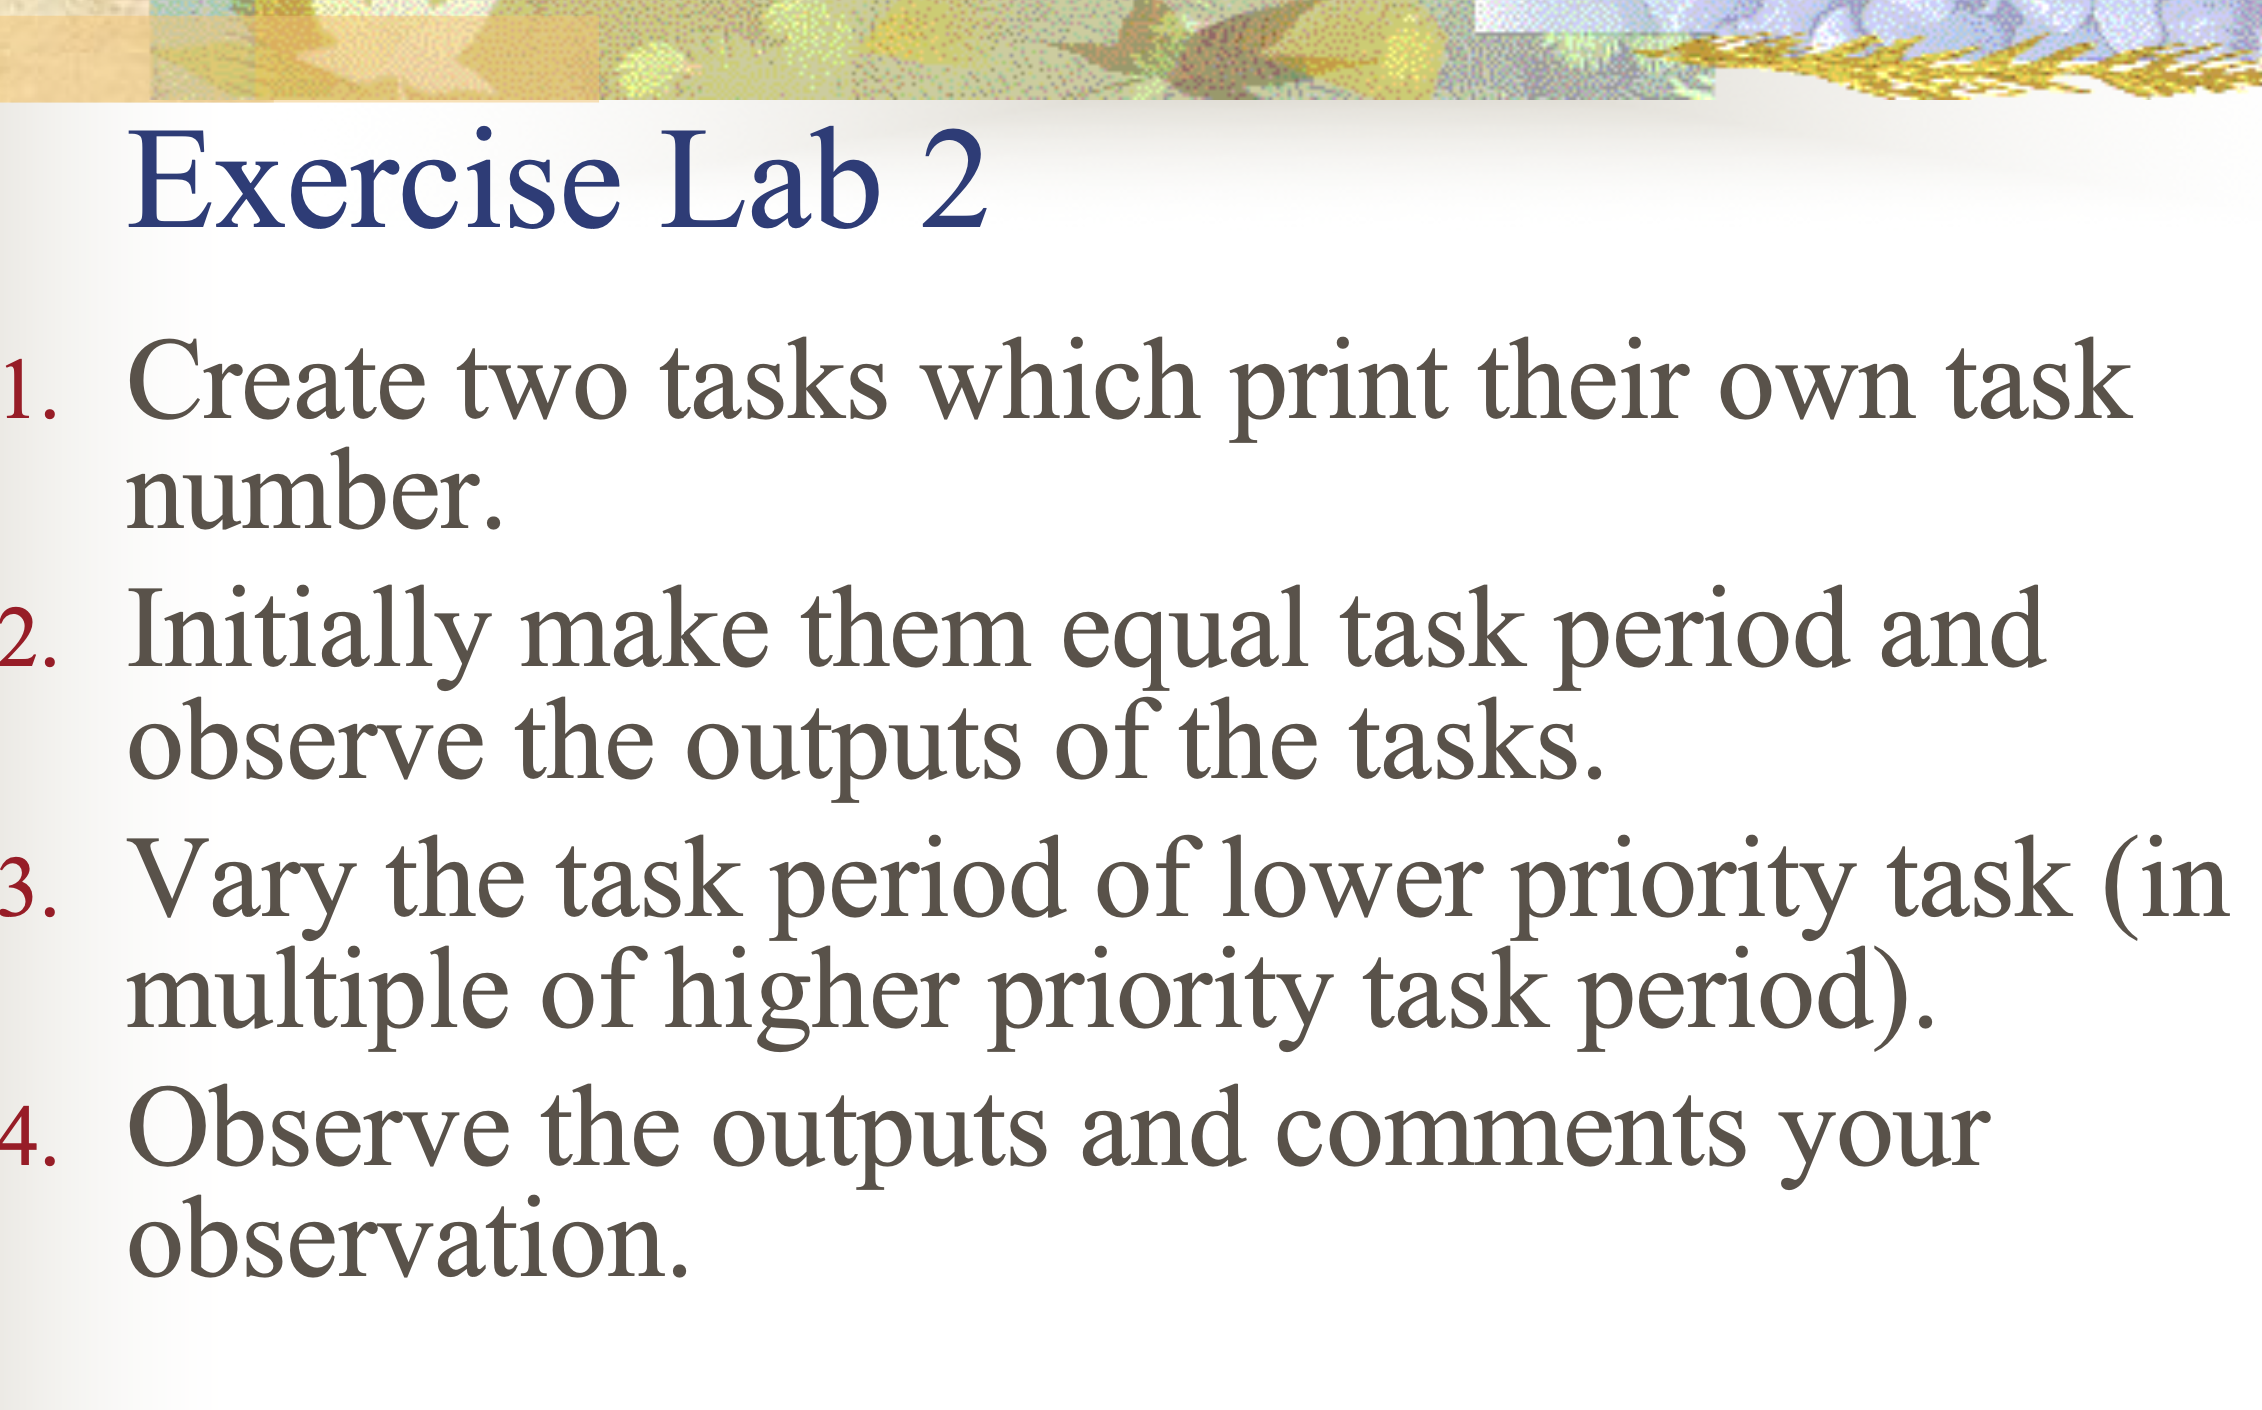 Exercise Lab 2
1. Create two tasks which print their own task
number.
2. Initially make them equal task period and
observe the outputs of the tasks.
3. Vary the task period of lower priority task (in
multiple of higher priority task period).
4. Observe the outputs and comments your
observation.